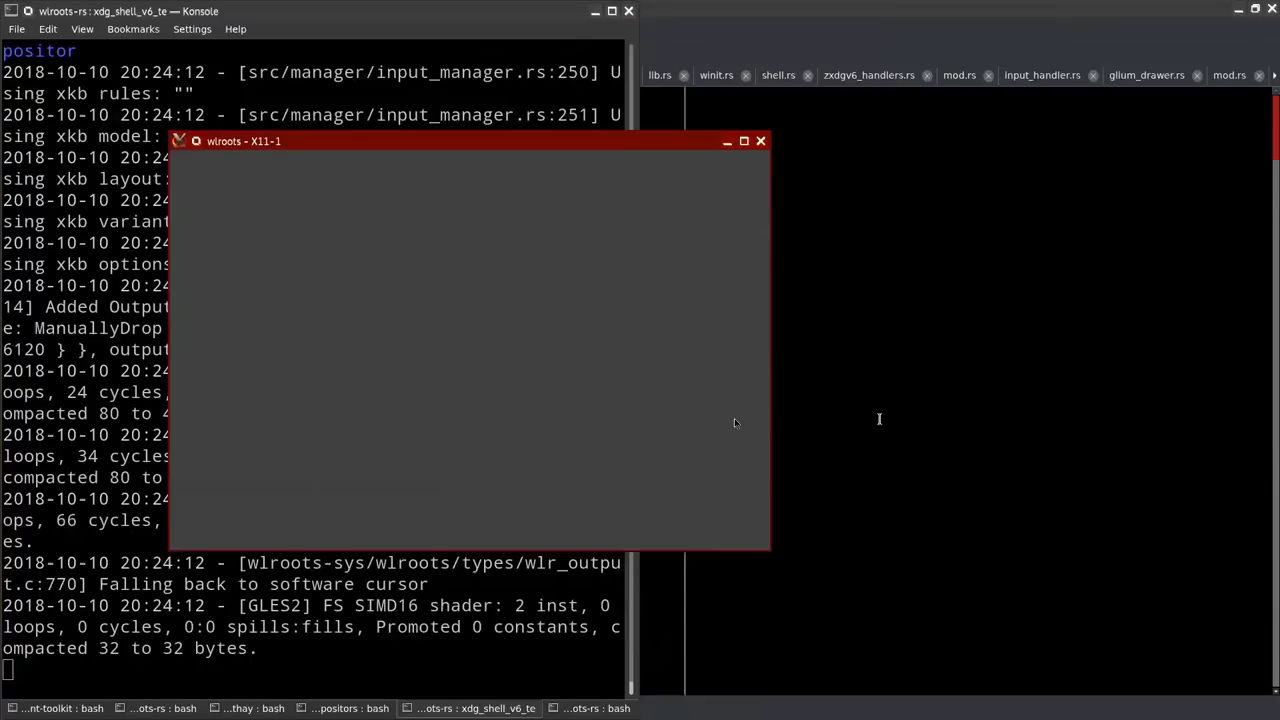 wlroots-rs : xdg_shell_v6_te — Konsole
File Edit View Bookmarks Settings Help
lib.rs winit.rs shell.rs zxdgv6_handlers.rs mod.rs input_handler.rs glium_drawer.rs mod.rs
positor
2018-10-10 20:24:12 - [src/manager/input_manager.rs:250] U
sing xkb rules: ""
2018-10-10 20:24:12 - [src/manager/input_manager.rs:251] U
sing xkb model:
wlroots - X11-1
2018-10-10 20:24
sing xkb layout:
2018-10-10 20:24
sing xkb variant
2018-10-10 20:24
sing xkb options
2018-10-10 20:24
14] Added Output
e: ManuallyDrop
6120 } }, output
2018-10-10 20:24
oops, 24 cycles,
ompacted 80 to 4
2018-10-10 20:24
loops, 34 cycles
compacted 80 to
2018-10-10 20:24
ops, 66 cycles,
es.
2018-10-10 20:24:12 - [wlroots-sys/wlroots/types/wlr_outpu
t.c:770] Falling back to software cursor
2018-10-10 20:24:12 - [GLES2] FS SIMD16 shader: 2 inst, 0
loops, 0 cycles, 0:0 spills:fills, Promoted 0 constants, c
ompacted 32 to 32 bytes.
...nt-toolkit : bash ...ots-rs : bash ...thay : bash ...positors : bash ...ots-rs : xdg_shell_v6_te ...ots-rs : bash